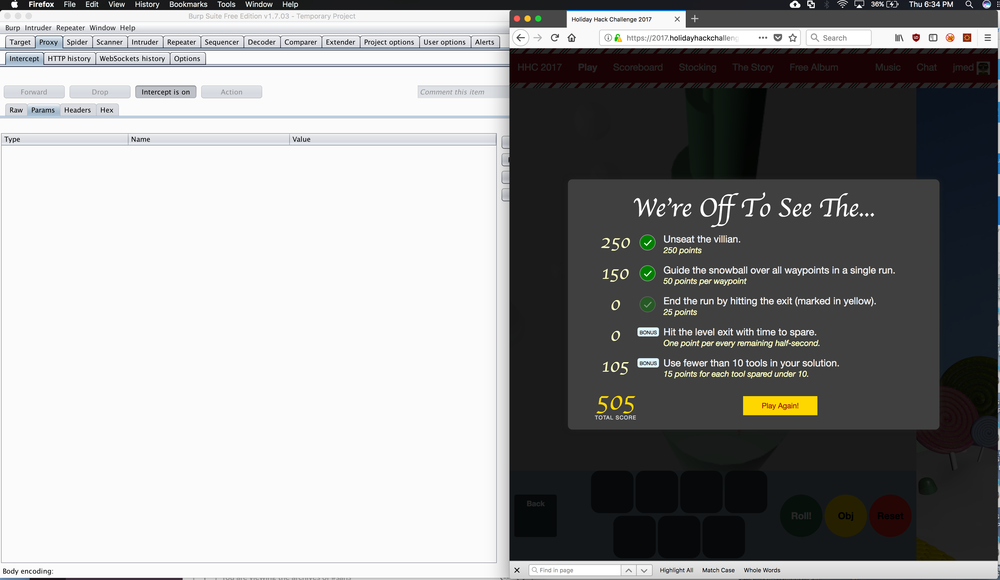 Firefox File Edit View History Bookmarks Tools Window Help 36% Thu 6:34 PM
Burp Suite Free Edition v1.7.03 - Temporary Project
Burp Intruder Repeater Window Help
Target Proxy Spider Scanner Intruder Repeater Sequencer Decoder Comparer Extender Project options User options Alerts
Intercept HTTP history WebSockets history Options
Forward Drop Intercept is on Action Comment this item
Raw Params Headers Hex
Type Name Value
Body encoding:
You are viewing the archives of #sans
Holiday Hack Challenge 2017
https://2017.holidayhackchalleng Search
HHC 2017 Play Scoreboard Stocking The Story Free Album Music Chat jmed
We're Off To See The...
250 Unseat the villian.
250 points
150 Guide the snowball over all waypoints in a single run.
50 points per waypoint
0 End the run by hitting the exit (marked in yellow).
25 points
0 BONUS Hit the level exit with time to spare.
One point per every remaining half-second.
105 BONUS Use fewer than 10 tools in your solution.
15 points for each tool spared under 10.
505
TOTAL SCORE
Play Again!
Back
Roll! Obj Reset
Find in page Highlight All Match Case Whole Words